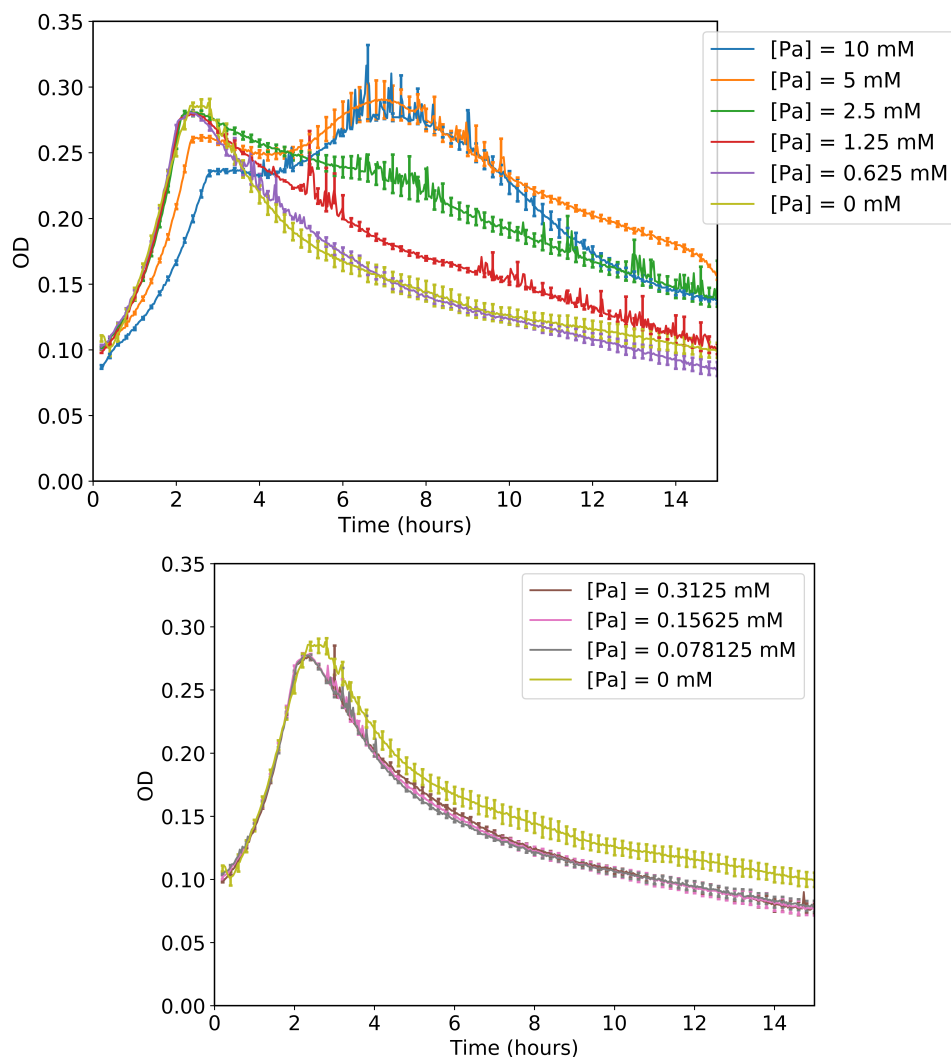 0.35
0.30
0.25
0.20
0.15
0.10
0.05
0.00
OD
0 2 4 6 8 10 12 14
Time (hours)
[Pa] = 10 mM
[Pa] = 5 mM
[Pa] = 2.5 mM
[Pa] = 1.25 mM
[Pa] = 0.625 mM
[Pa] = 0 mM
0.35
0.30
0.25
0.20
0.15
0.10
0.05
0.00
OD
0 2 4 6 8 10 12 14
Time (hours)
[Pa] = 0.3125 mM
[Pa] = 0.15625 mM
[Pa] = 0.078125 mM
[Pa] = 0 mM